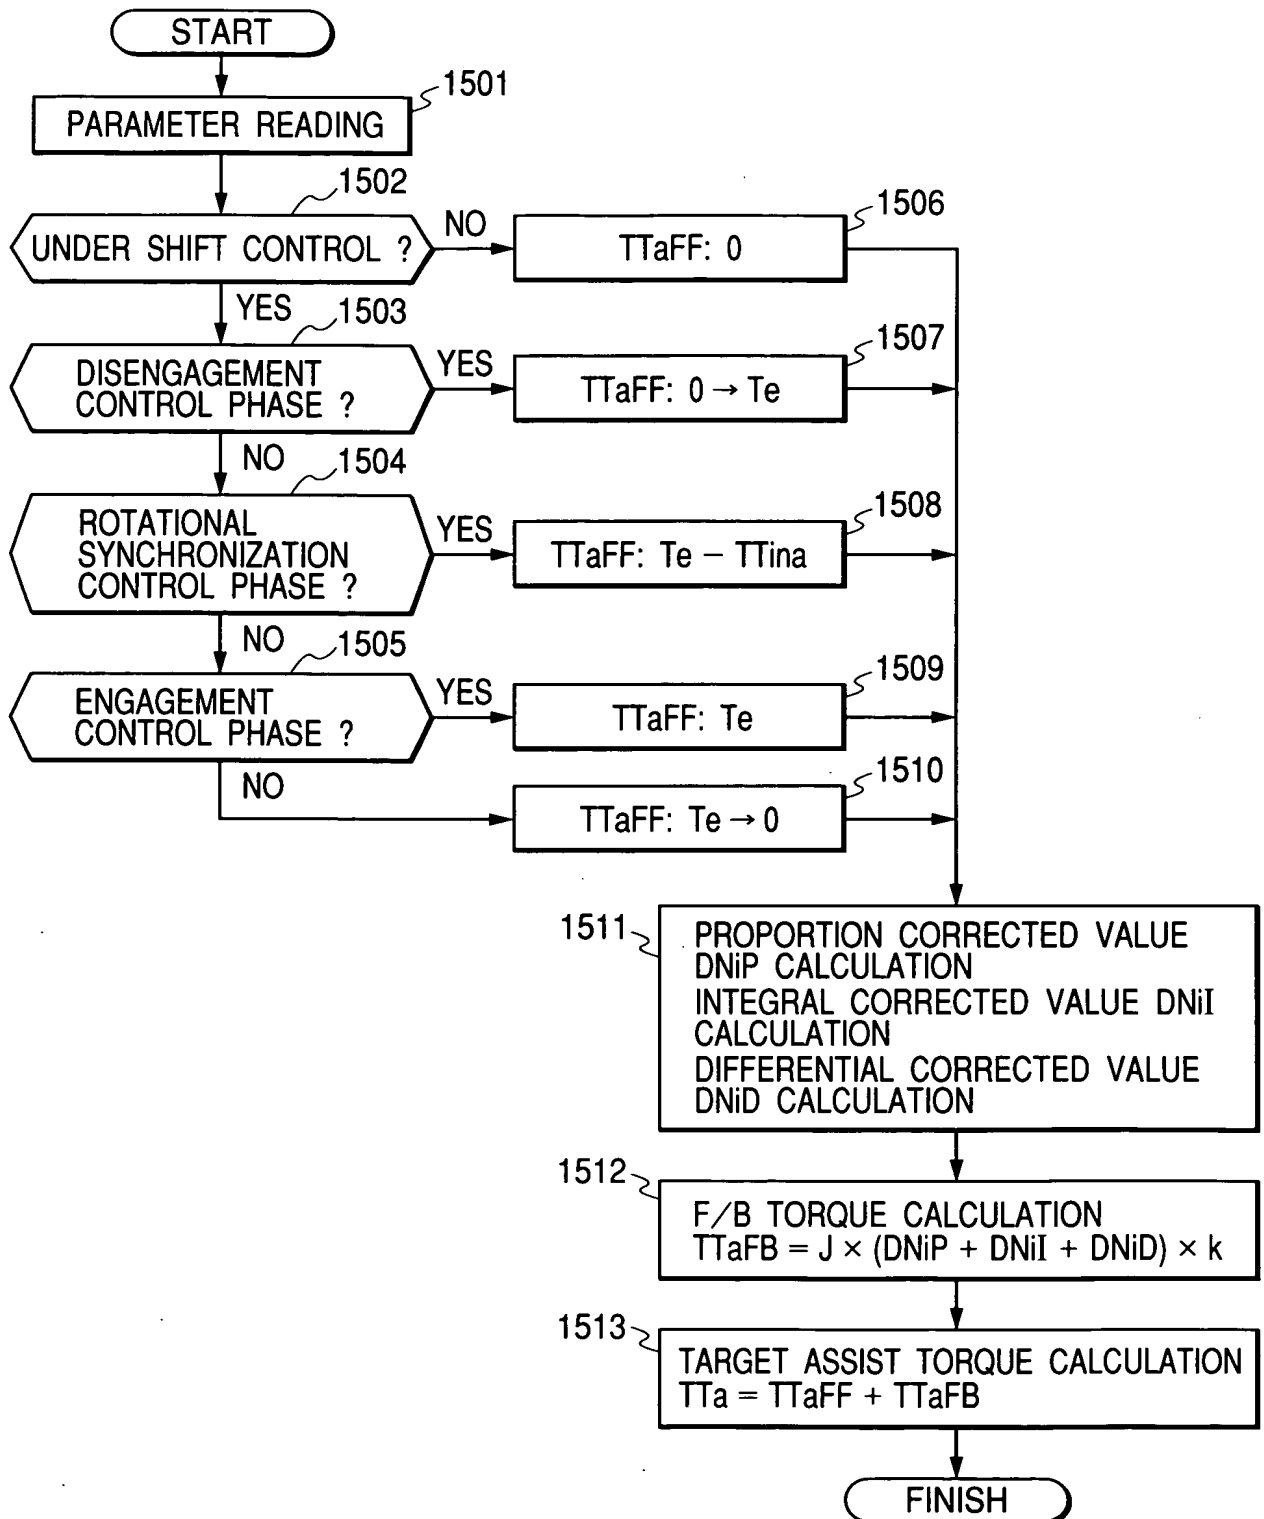 START
1501
PARAMETER READING
1502
UNDER SHIFT CONTROL ?
NO
1506
TTaFF: 0
YES
1503
DISENGAGEMENT
CONTROL PHASE ?
YES
1507
TTaFF: 0 → Te
NO
1504
ROTATIONAL
SYNCHRONIZATION
CONTROL PHASE ?
YES
1508
TTaFF: Te – TTina
NO
1505
ENGAGEMENT
CONTROL PHASE ?
YES
1509
TTaFF: Te
NO
1510
TTaFF: Te → 0
1511
PROPORTION CORRECTED VALUE
DNiP CALCULATION
INTEGRAL CORRECTED VALUE DNiI
CALCULATION
DIFFERENTIAL CORRECTED VALUE
DNiD CALCULATION
1512
F/B TORQUE CALCULATION
TTaFB = J × (DNiP + DNiI + DNiD) × k
1513
TARGET ASSIST TORQUE CALCULATION
TTa = TTaFF + TTaFB
FINISH